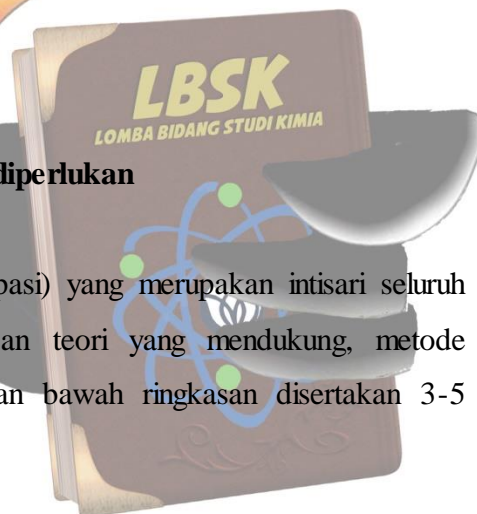 LBSK
LOMBA BIDANG STUDI KIMIA
diperlukan
pasi) yang merupakan intisari seluruh
an teori yang mendukung, metode
an bawah ringkasan disertakan 3-5